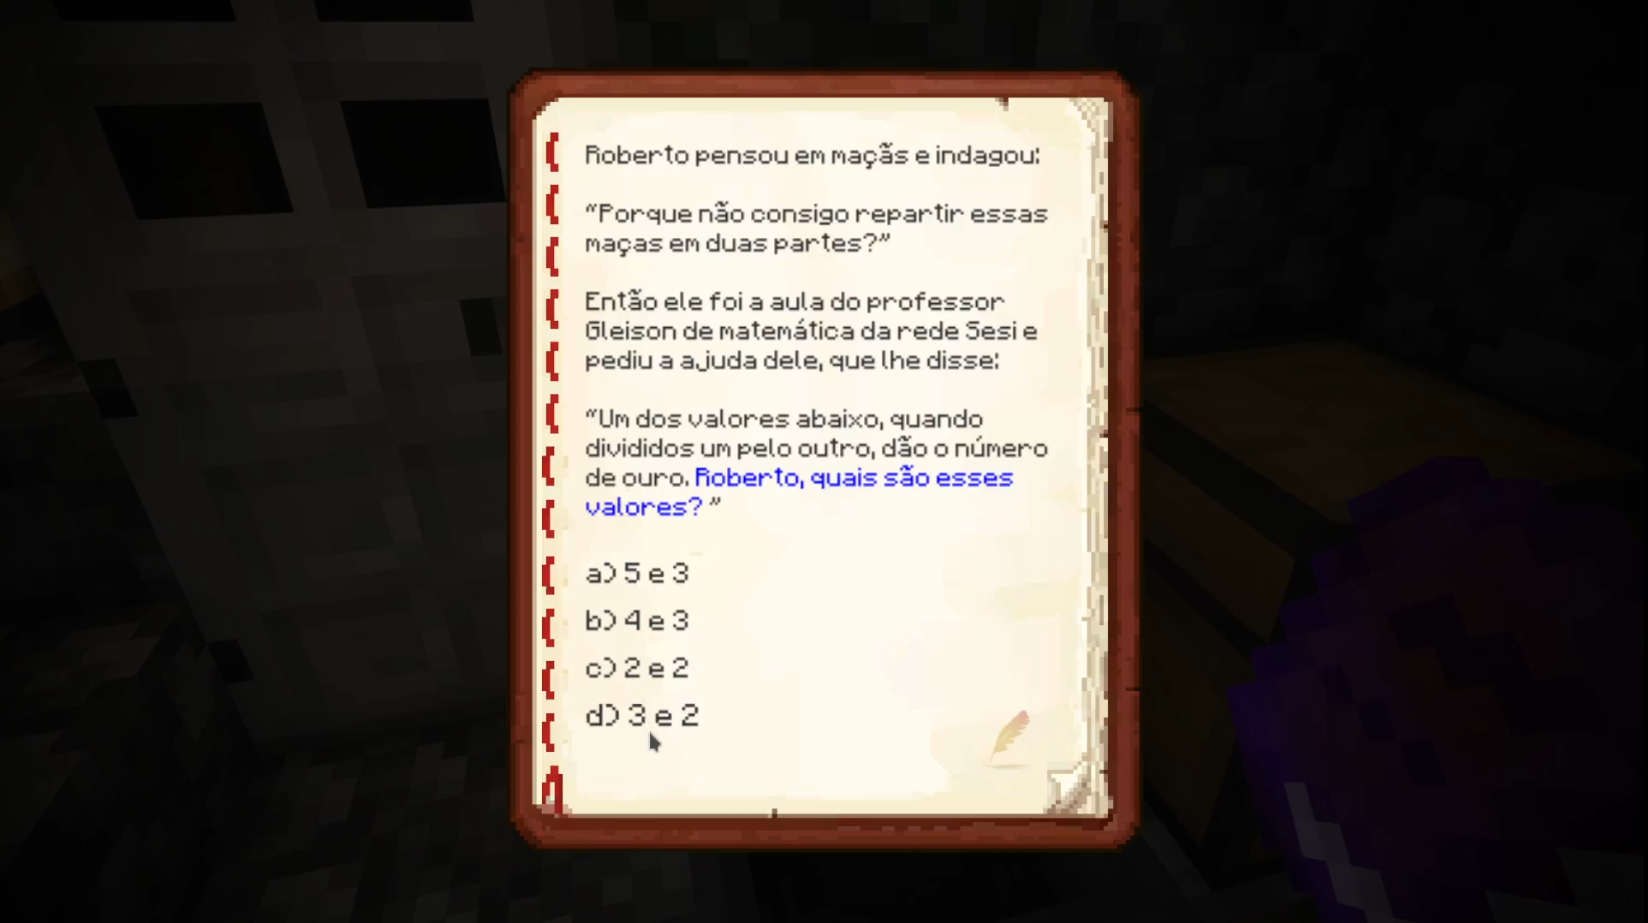 Roberto pensou em maçãs e indagou:
"Porque não consigo repartir essas
maças em duas partes?"
Então ele foi a aula do professor
Gleison de matemática da rede Sesi e
pediu a ajuda dele, que lhe disse:
"Um dos valores abaixo, quando
divididos um pelo outro, dão o número
de ouro. Roberto, quais são esses
valores? "
a) 5 e 3
b) 4 e 3
c) 2 e 2
d) 3 e 2